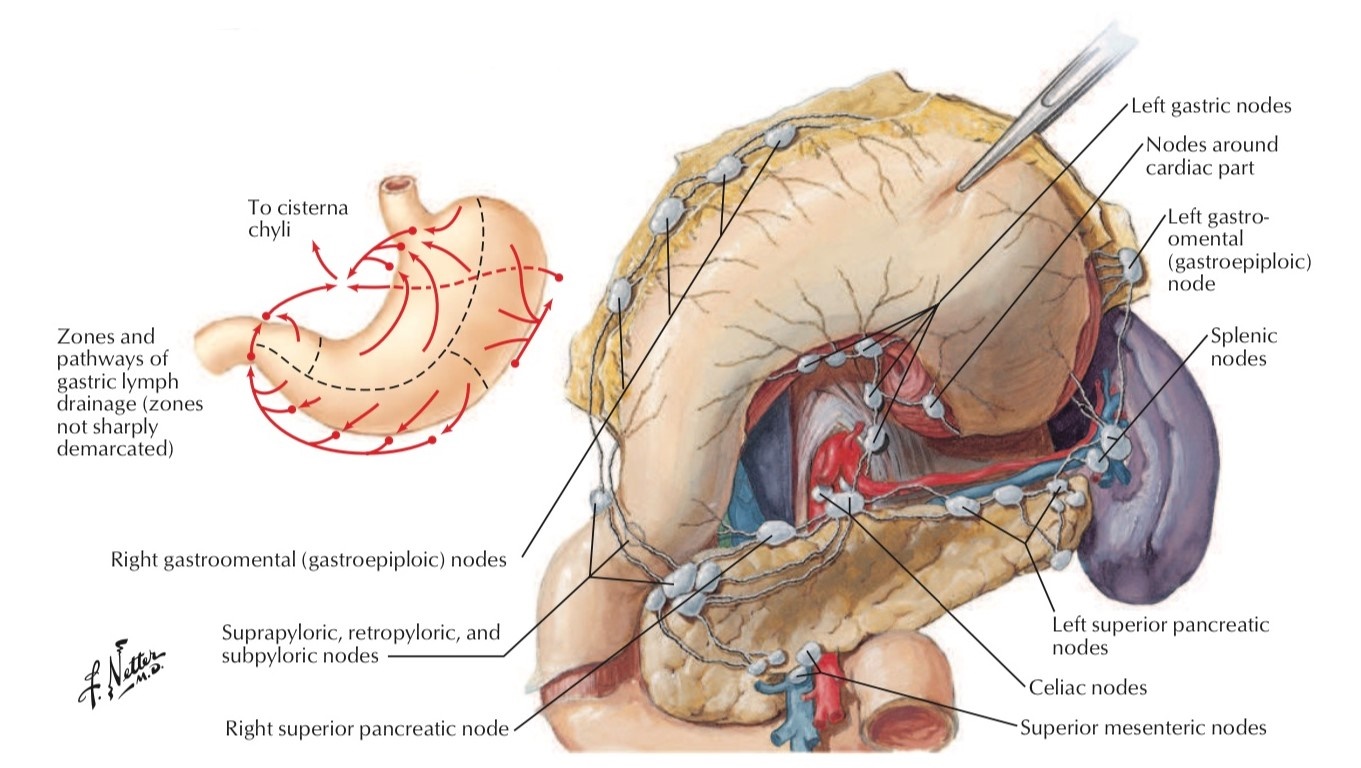 Left gastric nodes
Nodes around
cardiac part
To cisterna
chyli
Left gastro-
omental
(gastroepiploic)
node
Zones and
pathways of
gastric lymph
drainage (zones
not sharply
demarcated)
Splenic
nodes
Right gastroomental (gastroepiploic) nodes
Suprapyloric, retropyloric, and
subpyloric nodes
Left superior pancreatic
nodes
Celiac nodes
Right superior pancreatic node
Superior mesenteric nodes
F. Netter
M.D.